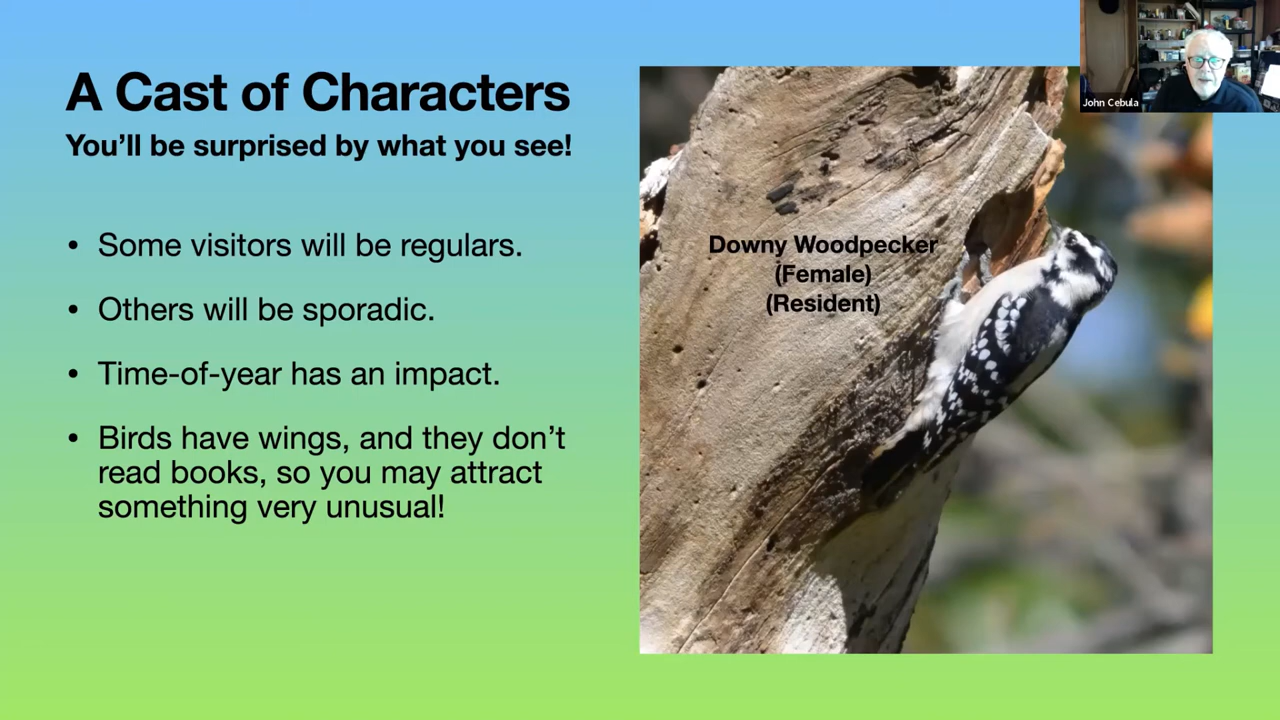 A Cast of Characters
You’ll be surprised by what you see!
• Some visitors will be regulars.
• Others will be sporadic.
• Time-of-year has an impact.
• Birds have wings, and they don’t
read books, so you may attract
something very unusual!
Downy Woodpecker
(Female)
(Resident)
John Cebula